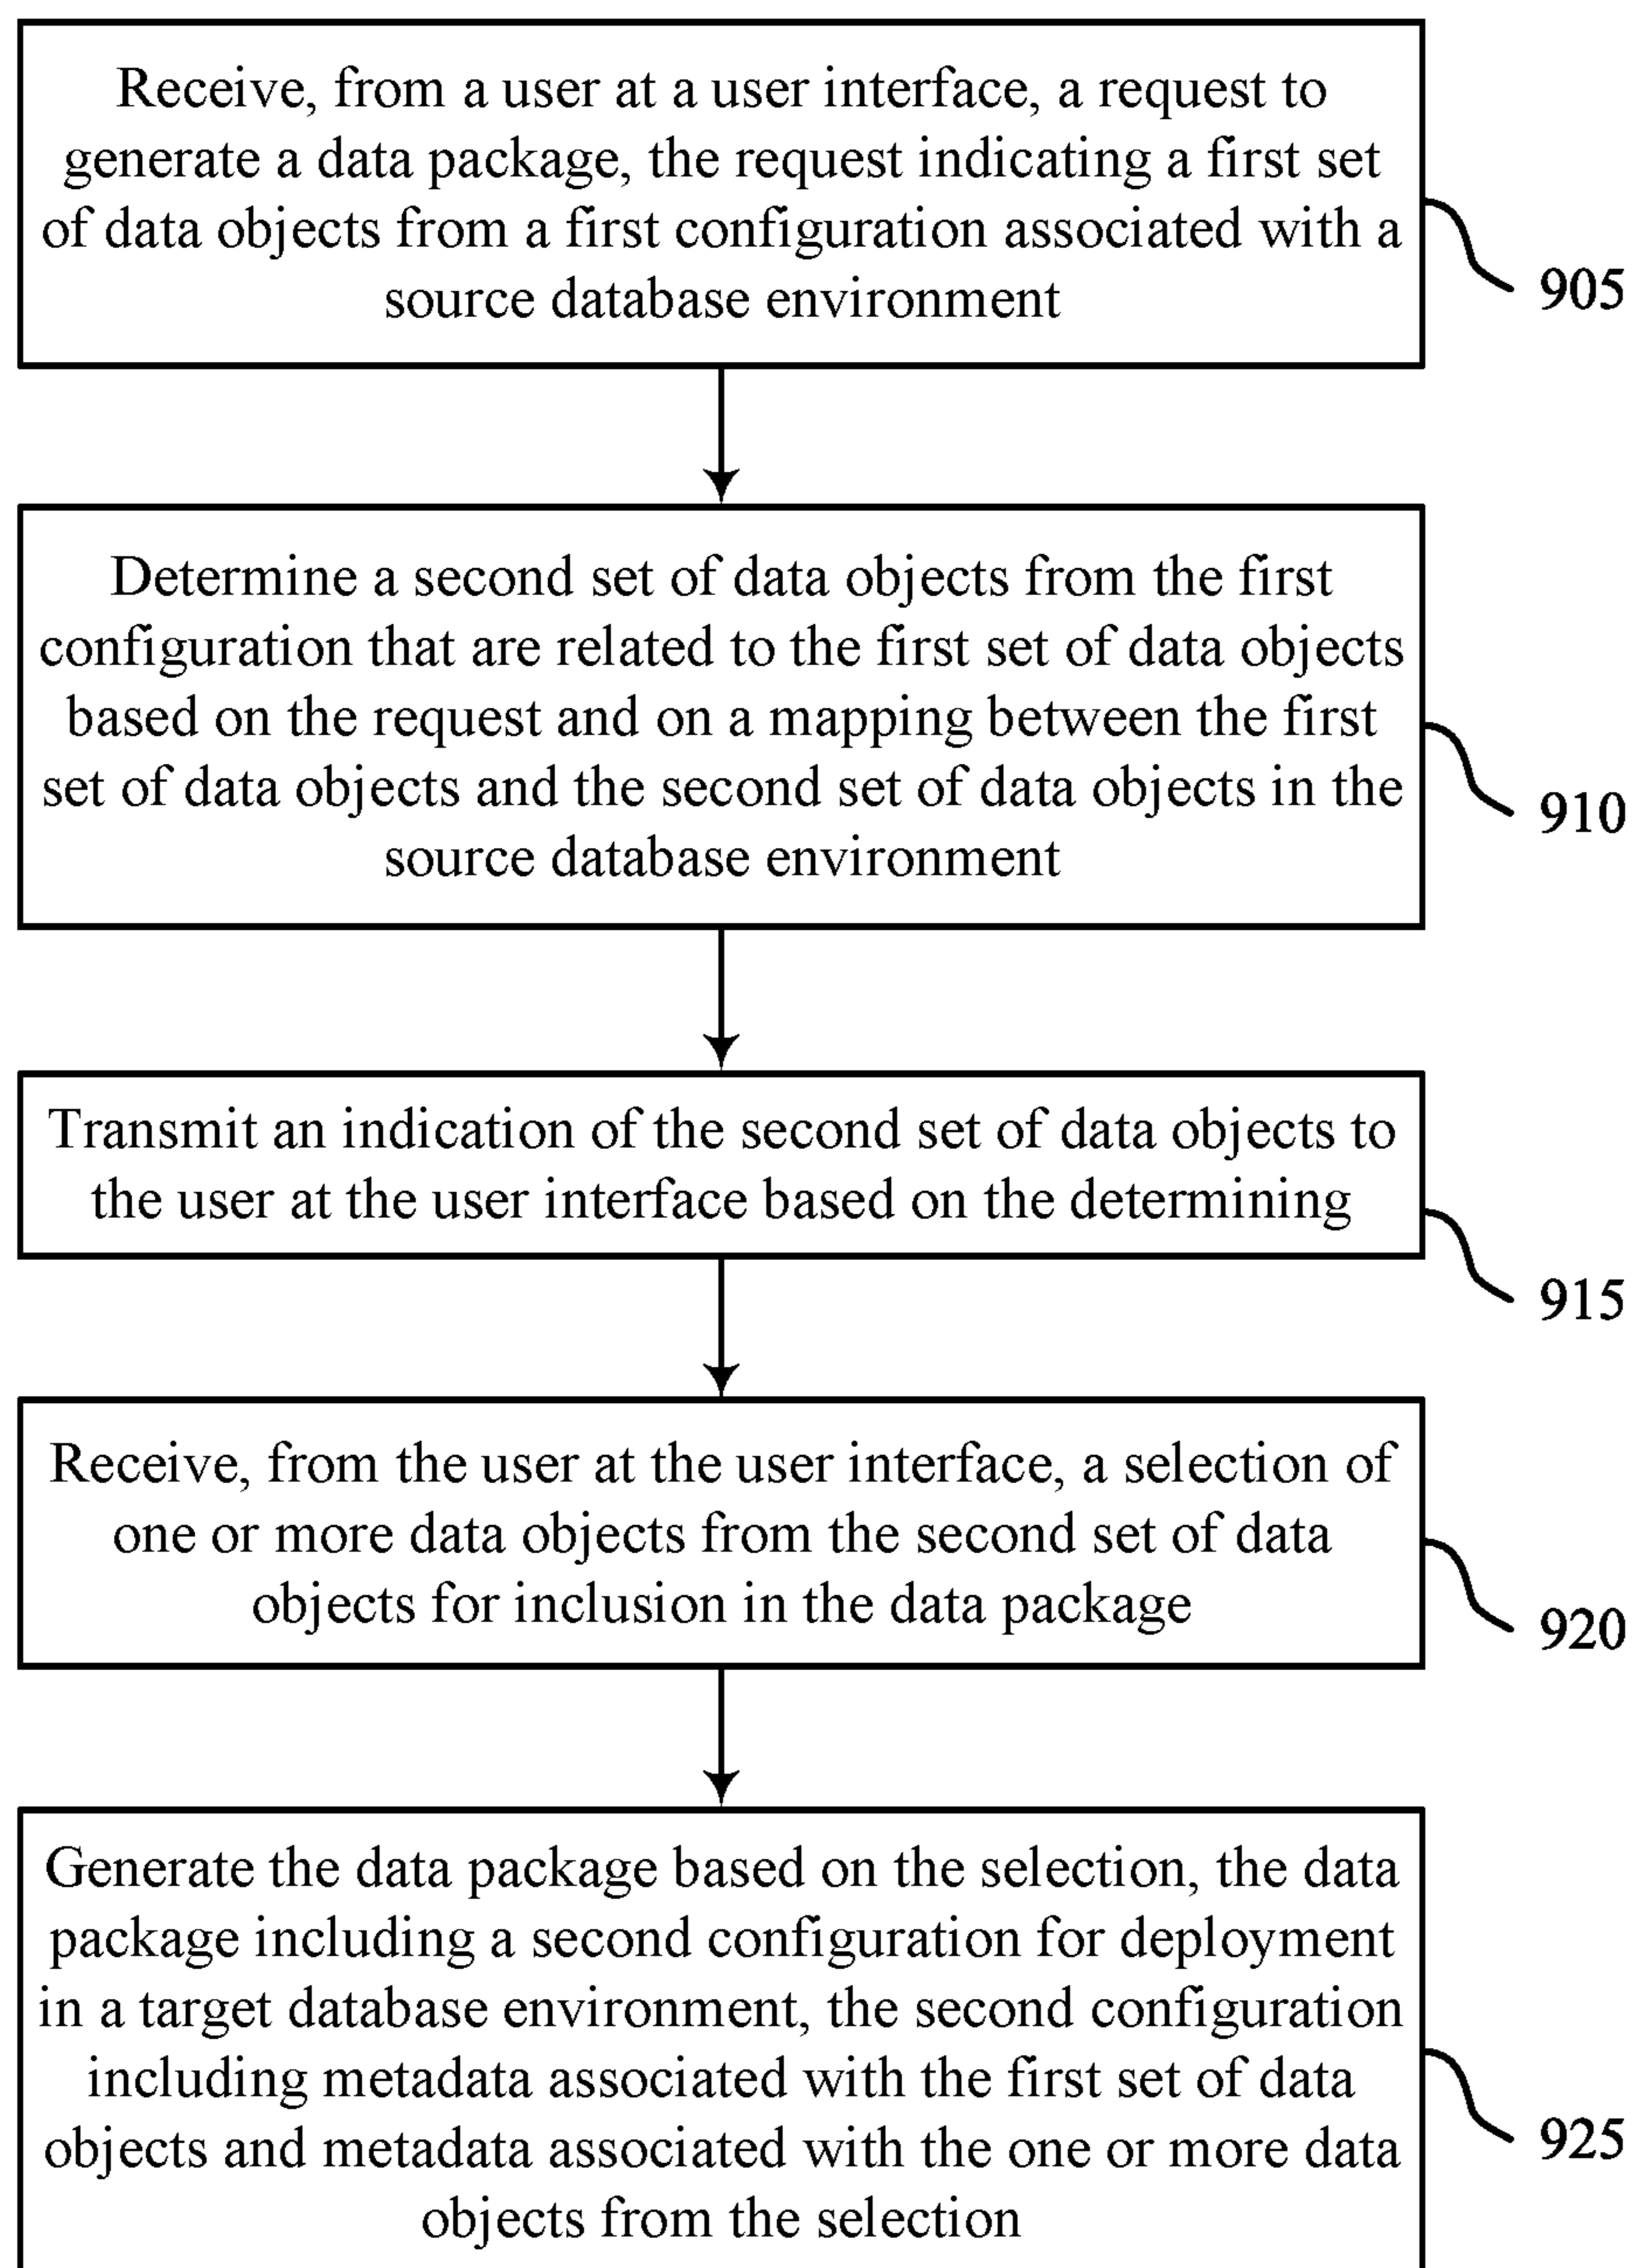 Receive, from a user at a user interface, a request to
generate a data package, the request indicating a first set
of data objects from a first configuration associated with a
source database environment
905
Determine a second set of data objects from the first
configuration that are related to the first set of data objects
based on the request and on a mapping between the first
set of data objects and the second set of data objects in the
source database environment
910
Transmit an indication of the second set of data objects to
the user at the user interface based on the determining
915
Receive, from the user at the user interface, a selection of
one or more data objects from the second set of data
objects for inclusion in the data package
920
Generate the data package based on the selection, the data
package including a second configuration for deployment
in a target database environment, the second configuration
including metadata associated with the first set of data
objects and metadata associated with the one or more data
objects from the selection
925